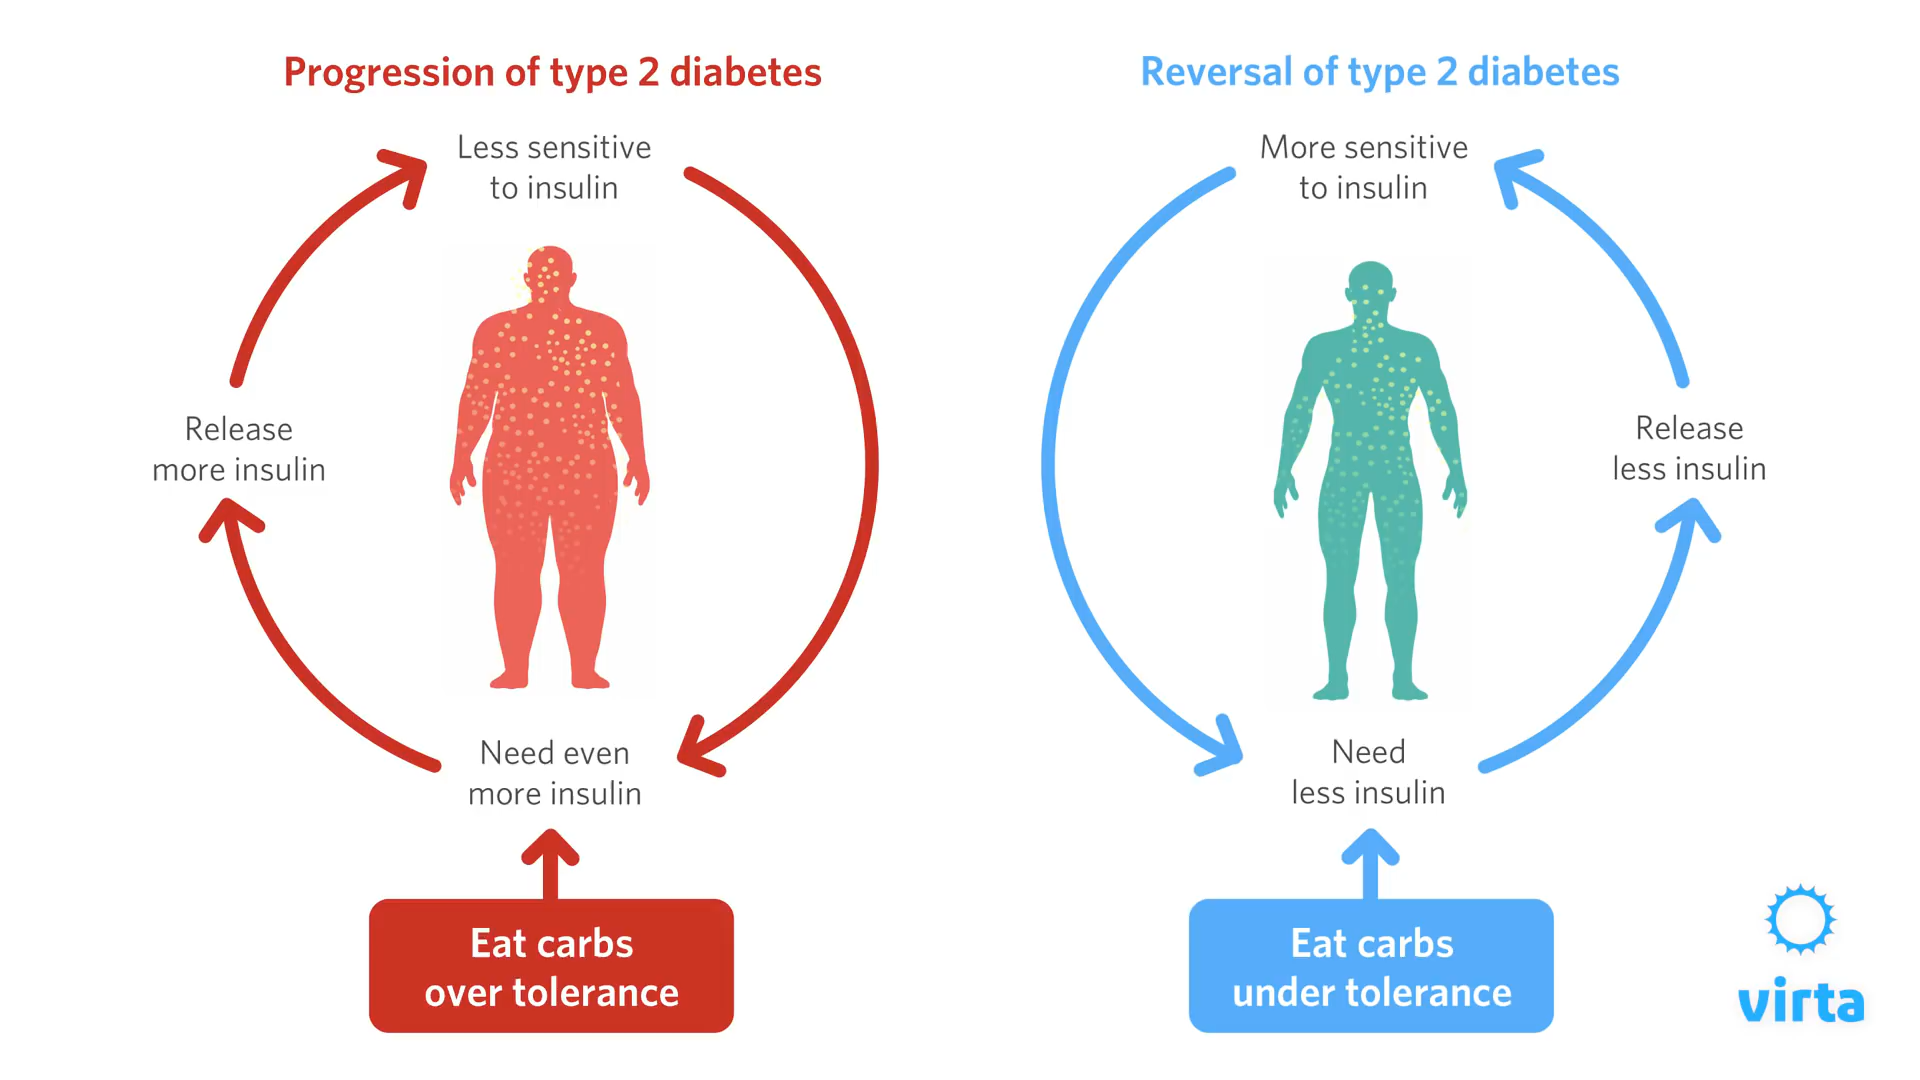 Progression of type 2 diabetes
Less sensitive
to insulin
Release
more insulin
Need even
more insulin
Eat carbs
over tolerance
Reversal of type 2 diabetes
More sensitive
to insulin
Release
less insulin
Need
less insulin
Eat carbs
under tolerance
virta